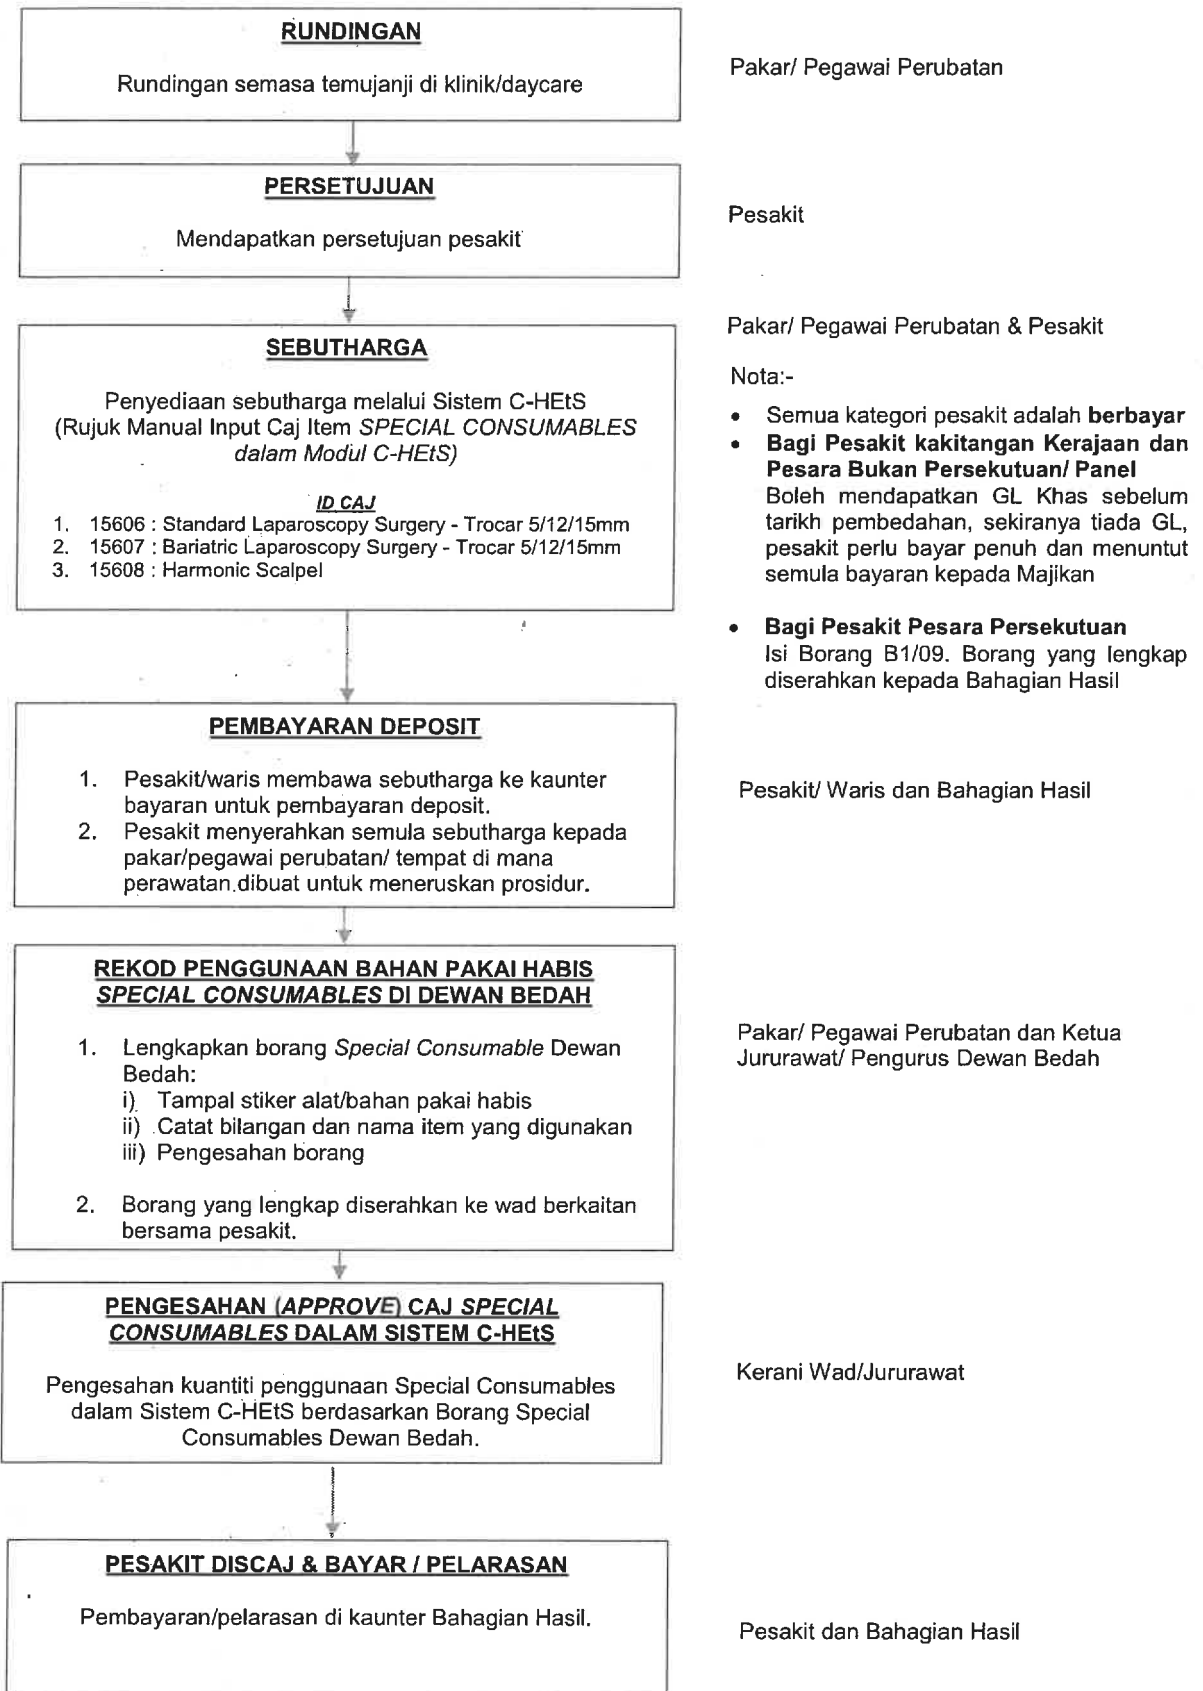 RUNDINGAN
Rundingan semasa temujanji di klinik/daycare
Pakar/ Pegawai Perubatan
PERSETUJUAN
Mendapatkan persetujuan pesakit
Pesakit
SEBUTHARGA
Penyediaan sebutharga melalui Sistem C-HEtS
(Rujuk Manual Input Caj Item SPECIAL CONSUMABLES
dalam Modul C-HEtS)
ID CAJ
1. 15606 : Standard Laparoscopy Surgery - Trocar 5/12/15mm
2. 15607 : Bariatric Laparoscopy Surgery - Trocar 5/12/15mm
3. 15608 : Harmonic Scalpel
Pakar/ Pegawai Perubatan & Pesakit
Nota:-
• Semua kategori pesakit adalah berbayar
• Bagi Pesakit kakitangan Kerajaan dan
Pesara Bukan Persekutuan/ Panel
Boleh mendapatkan GL Khas sebelum
tarikh pembedahan, sekiranya tiada GL,
pesakit perlu bayar penuh dan menuntut
semula bayaran kepada Majikan
• Bagi Pesakit Pesara Persekutuan
Isi Borang B1/09. Borang yang lengkap
diserahkan kepada Bahagian Hasil
PEMBAYARAN DEPOSIT
1. Pesakit/waris membawa sebutharga ke kaunter
bayaran untuk pembayaran deposit.
2. Pesakit menyerahkan semula sebutharga kepada
pakar/pegawai perubatan/ tempat di mana
perawatan dibuat untuk meneruskan prosidur.
Pesakit/ Waris dan Bahagian Hasil
REKOD PENGGUNAAN BAHAN PAKAI HABIS
SPECIAL CONSUMABLES DI DEWAN BEDAH
1. Lengkapkan borang Special Consumable Dewan
Bedah:
i) Tampal stiker alat/bahan pakai habis
ii) Catat bilangan dan nama item yang digunakan
iii) Pengesahan borang
2. Borang yang lengkap diserahkan ke wad berkaitan
bersama pesakit.
Pakar/ Pegawai Perubatan dan Ketua
Jururawat/ Pengurus Dewan Bedah
PENGESAHAN (APPROVE) CAJ SPECIAL
CONSUMABLES DALAM SISTEM C-HEtS
Pengesahan kuantiti penggunaan Special Consumables
dalam Sistem C-HEtS berdasarkan Borang Special
Consumables Dewan Bedah.
Kerani Wad/Jururawat
PESAKIT DISCAJ & BAYAR / PELARASAN
Pembayaran/pelarasan di kaunter Bahagian Hasil.
Pesakit dan Bahagian Hasil